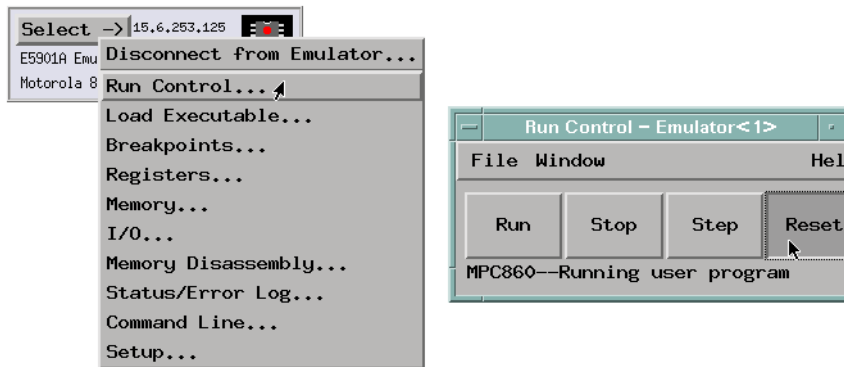 Select –> 15.6.253.125
E5901A Emu
Motorola 8
Disconnect from Emulator...
Run Control...
Load Executable...
Breakpoints...
Registers...
Memory...
I/O...
Memory Disassembly...
Status/Error Log...
Command Line...
Setup...
Run Control – Emulator<1>
File Window Hel
Run Stop Step Reset
MPC860--Running user program